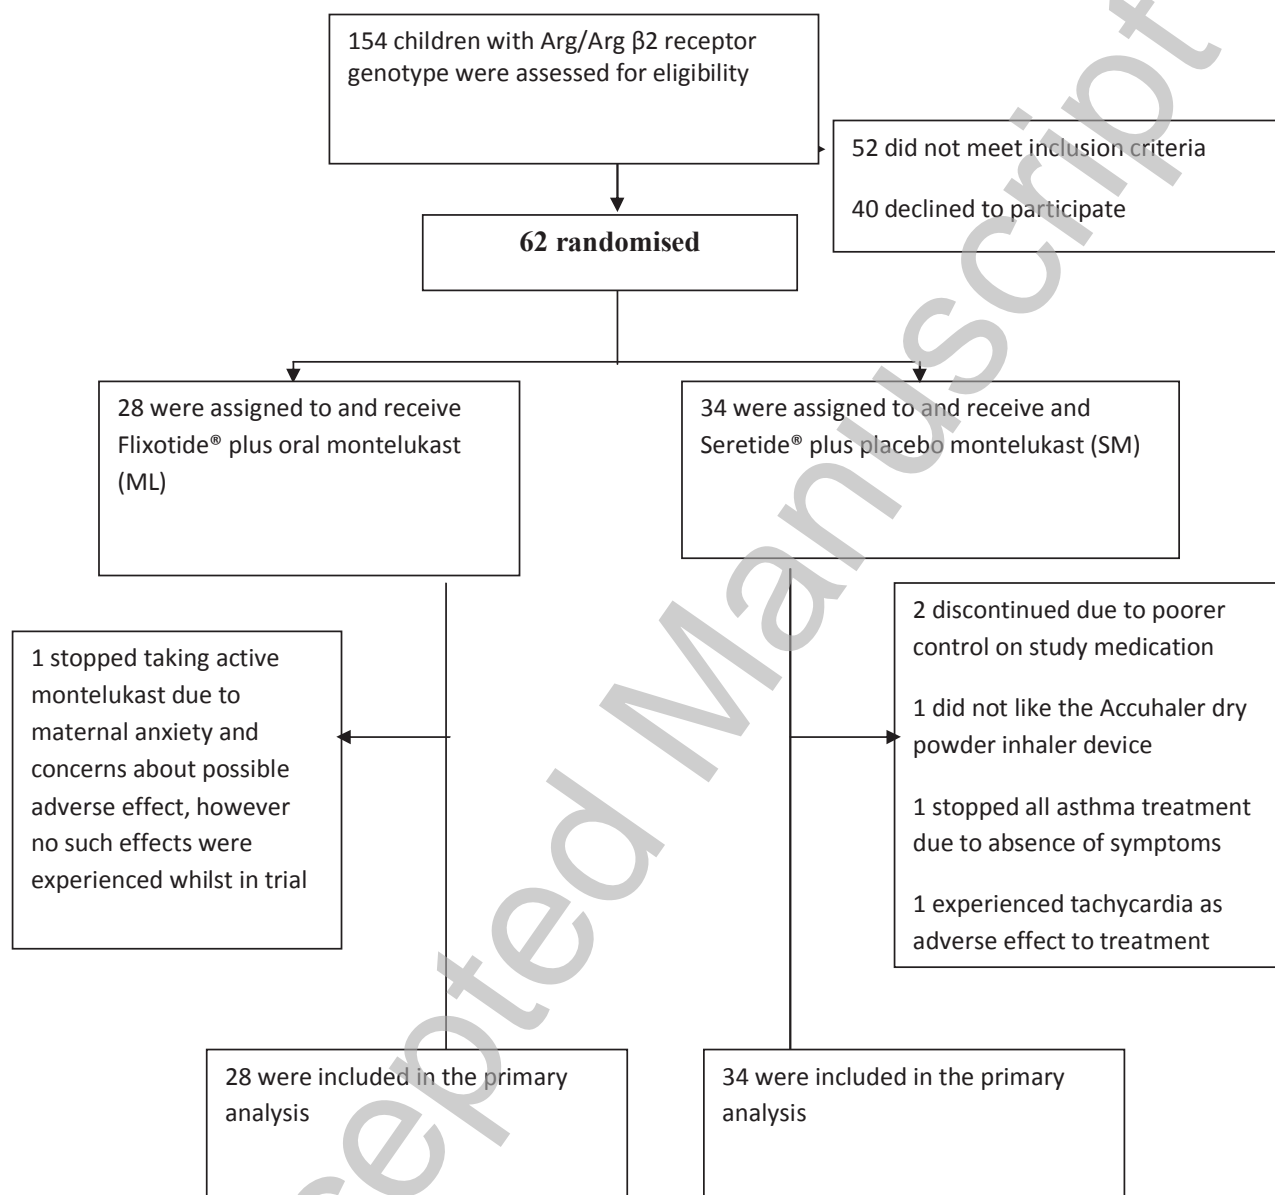 154 children with Arg/Arg β2 receptor
genotype were assessed for eligibility
52 did not meet inclusion criteria
40 declined to participate
62 randomised
28 were assigned to and receive
Flixotide® plus oral montelukast
(ML)
34 were assigned to and receive and
Seretide® plus placebo montelukast (SM)
1 stopped taking active
montelukast due to
maternal anxiety and
concerns about possible
adverse effect, however
no such effects were
experienced whilst in trial
2 discontinued due to poorer
control on study medication
1 did not like the Accuhaler dry
powder inhaler device
1 stopped all asthma treatment
due to absence of symptoms
1 experienced tachycardia as
adverse effect to treatment
28 were included in the primary
analysis
34 were included in the primary
analysis
epted Manuscript